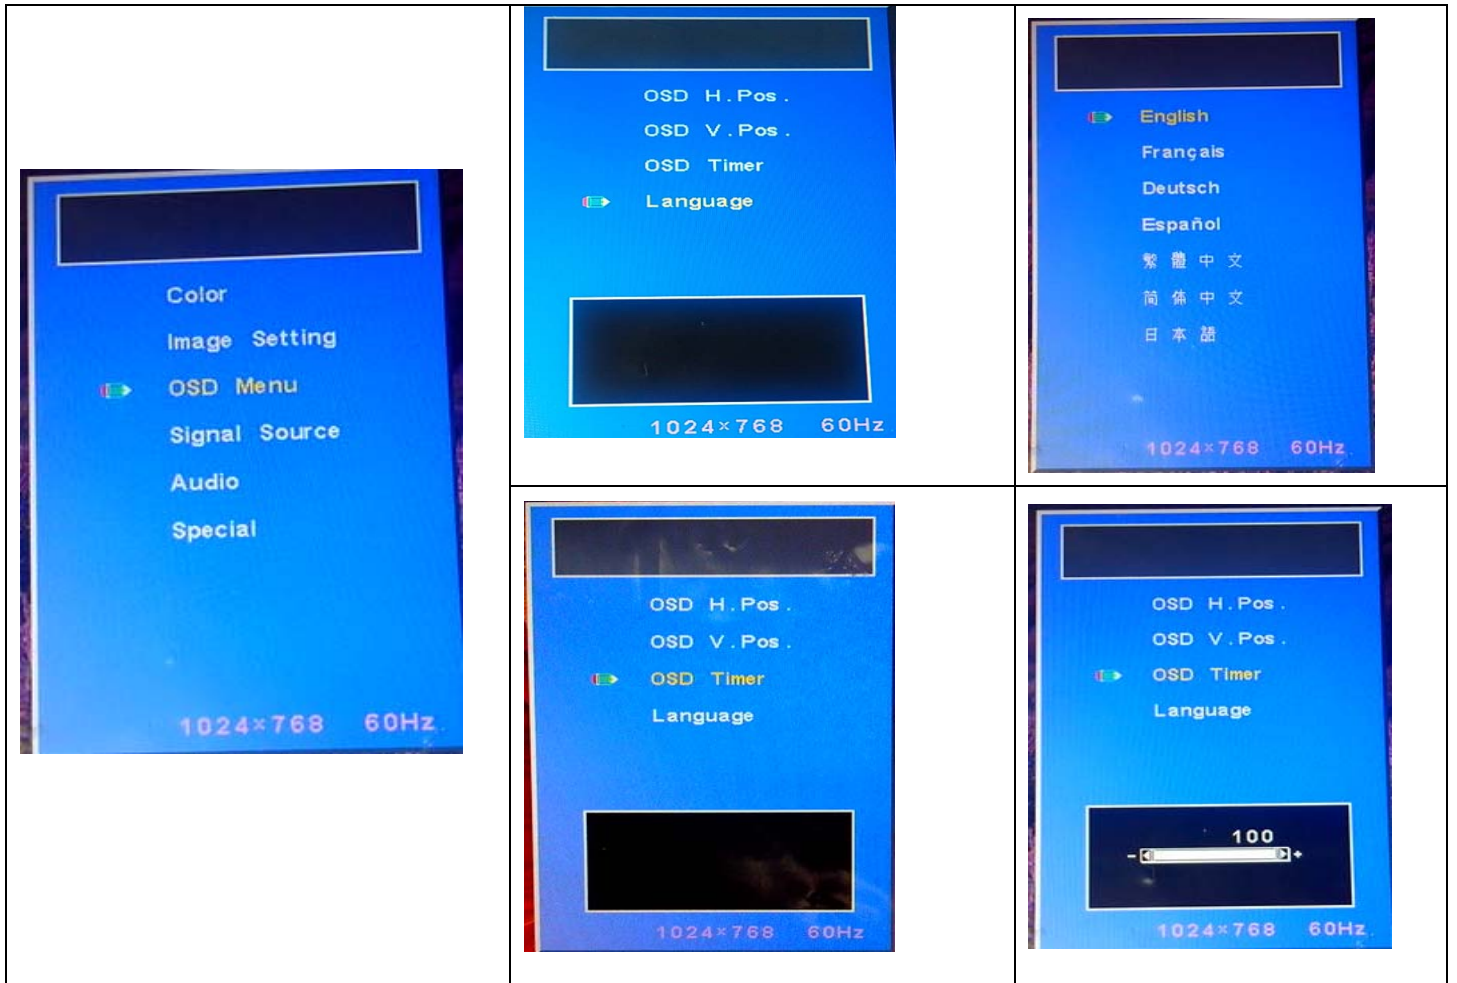 Color
Image Setting
OSD Menu
Signal Source
Audio
Special
1024×768 60Hz
OSD H.Pos.
OSD V.Pos.
OSD Timer
Language
1024×768 60Hz
English
Français
Deutsch
Español
繁體中文
简体中文
日本語
1024×768 60Hz
OSD H.Pos.
OSD V.Pos.
OSD Timer
Language
1024×768 60Hz
OSD H.Pos.
OSD V.Pos.
OSD Timer
Language
100
- +
1024×768 60Hz